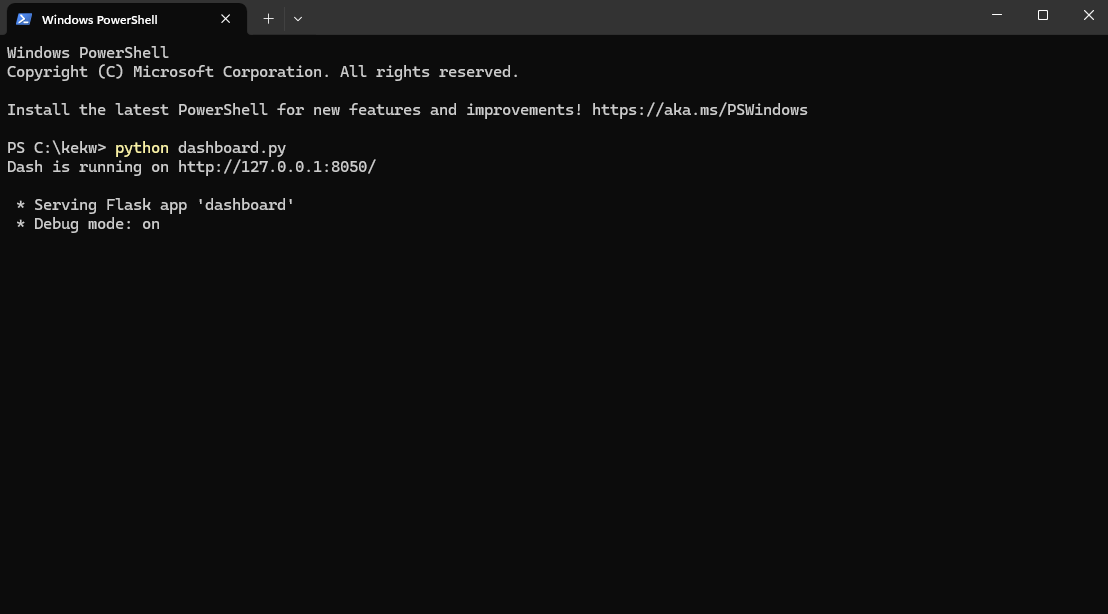 Windows PowerShell
Windows PowerShell
Copyright (C) Microsoft Corporation. All rights reserved.
Install the latest PowerShell for new features and improvements! https://aka.ms/PSWindows
PS C:\kekw> python dashboard.py
Dash is running on http://127.0.0.1:8050/
 * Serving Flask app 'dashboard'
 * Debug mode: on